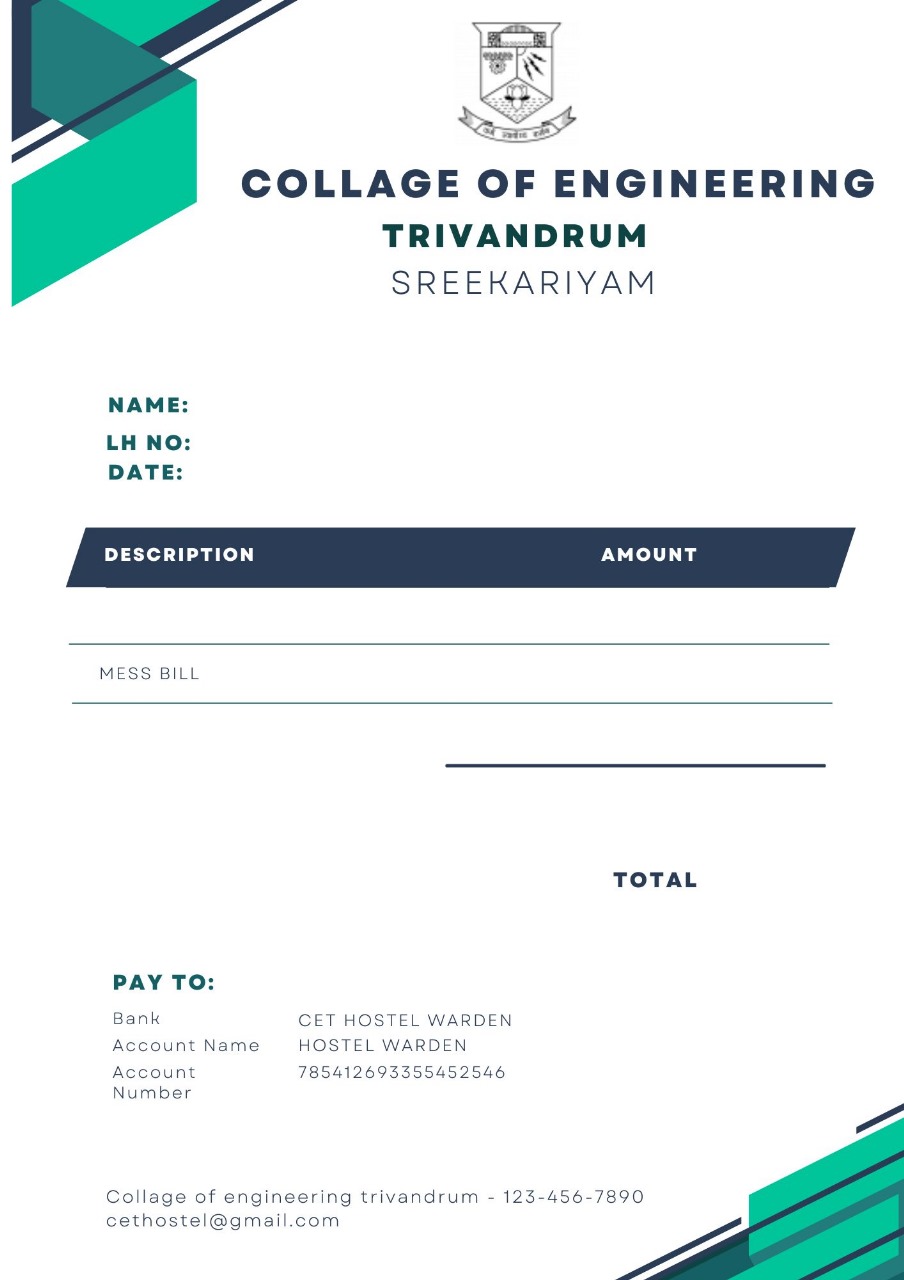 COLLAGE OF ENGINEERING
TRIVANDRUM
SREEKARIYAM
NAME:
LH NO:
DATE:
DESCRIPTION AMOUNT
MESS BILL
TOTAL
PAY TO:
Bank CET HOSTEL WARDEN
Account Name HOSTEL WARDEN
Account 785412693355452546
Number
Collage of engineering trivandrum - 123-456-7890
cethostel@gmail.com